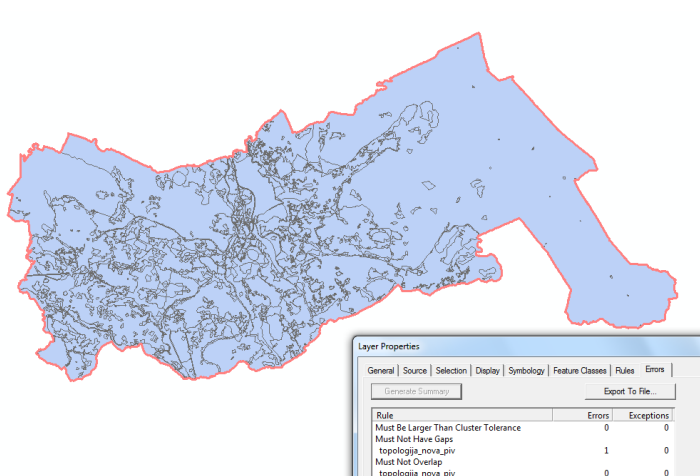 Layer Properties
General Source Selection Display Symbology Feature Classes Rules Errors
Generate Summary Export To File...
Rule Errors Exceptions
Must Be Larger Than Cluster Tolerance 0 0
Must Not Have Gaps
topologija_nova_piv 1 0
Must Not Overlap
topologija_nova_piv 0 0